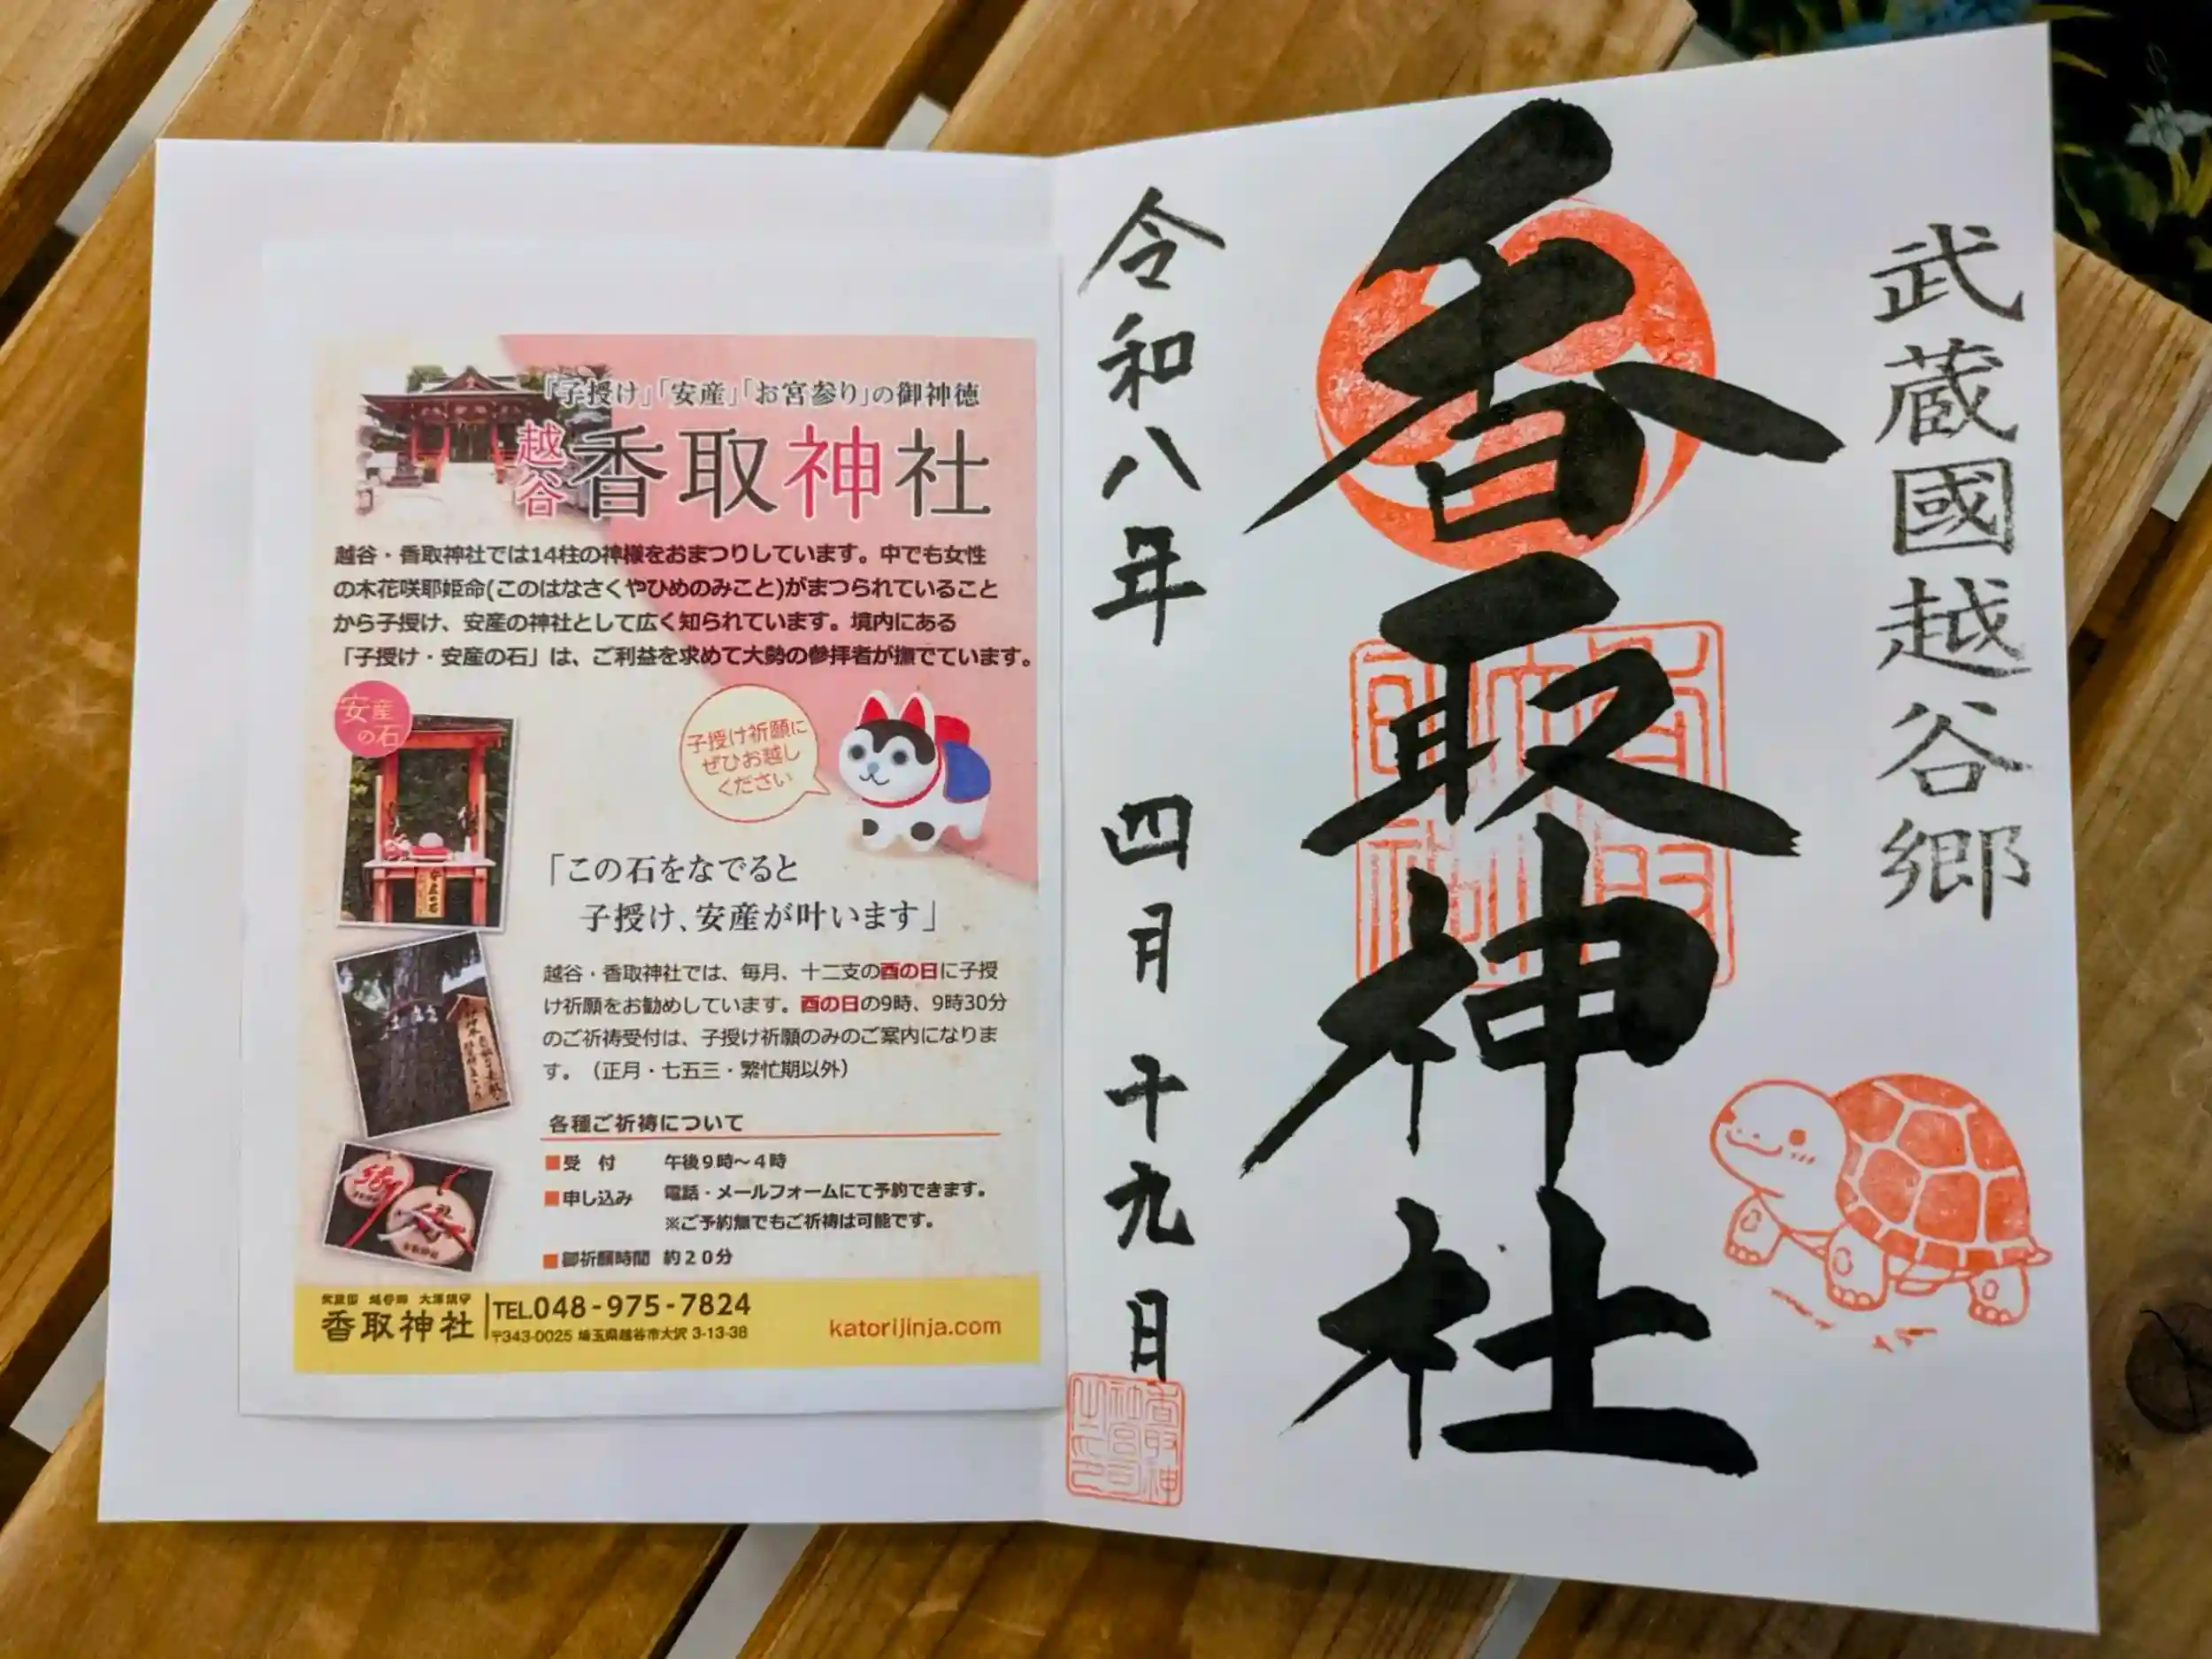 武蔵國越谷郷
香取神社
令和八年 四月十九日
香取神
社宮司
之印
「子授け」「安産」「お宮参り」の御神徳
越谷 香取神社
越谷・香取神社では14柱の神様をおまつりしています。中でも女性
の木花咲耶姫命(このはなさくやひめのみこと)がまつられていること
から子授け、安産の神社として広く知られています。境内にある
「子授け・安産の石」は、ご利益を求めて大勢の参拝者が撫でています。
安産
の石
子授け祈願に
ぜひお越し
ください
「この石をなでると
子授け、安産が叶います」
越谷・香取神社では、毎月、十二支の酉の日に子授
け祈願をお勧めしています。酉の日の9時、9時30分
のご祈祷受付は、子授け祈願のみのご案内になりま
す。（正月・七五三・繁忙期以外）
各種ご祈祷について
■受 付 午後9時～4時
■申し込み 電話・メールフォームにて予約できます。
※ご予約無でもご祈祷は可能です。
■御祈願時間 約20分
武蔵国 越谷郷 大澤鎮守
香取神社
TEL.048-975-7824
〒343-0025 埼玉県越谷市大沢 3-13-38
katorijinja.com